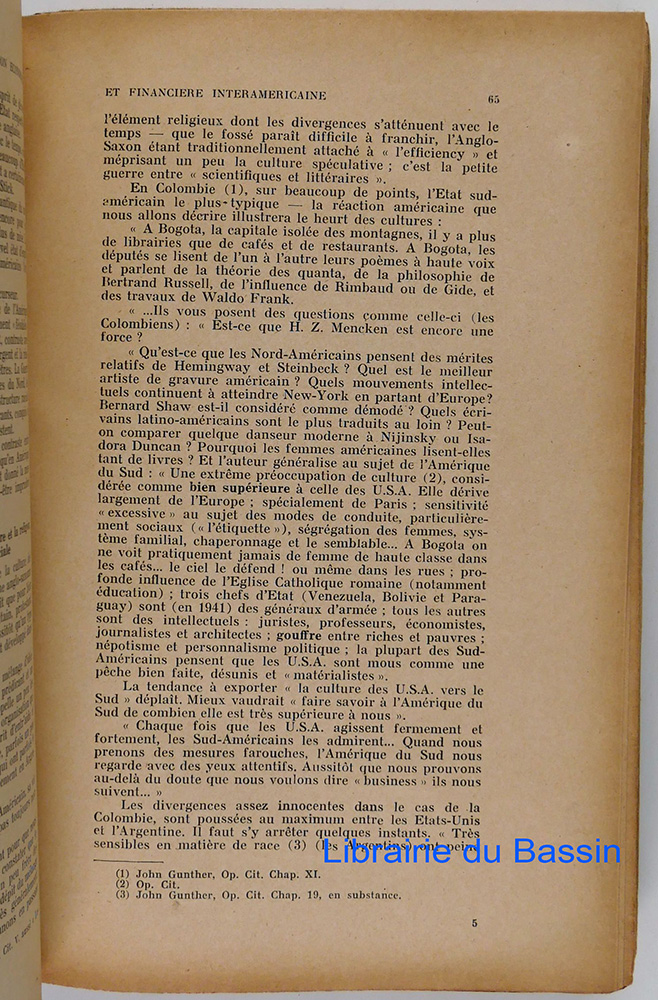 ET FINANCIERE INTERAMERICAINE 65
l'élément religieux dont les divergences s'atténuent avec le
temps — que le fossé paraît difficile à franchir, l'Anglo-
Saxon étant traditionnellement attaché à « l'efficiency » et
méprisant un peu la culture spéculative ; c'est la petite
guerre entre « scientifiques et littéraires ».
En Colombie (1), sur beaucoup de points, l'Etat sud-
américain le plus-typique — la réaction américaine que
nous allons décrire illustrera le heurt des cultures :
« A Bogota, la capitale isolée des montagnes, il y a plus
de librairies que de cafés et de restaurants. A Bogota, les
députés se lisent de l'un à l'autre leurs poèmes à haute voix
et parlent de la théorie des quanta, de la philosophie de
Bertrand Russell, de l'influence de Rimbaud ou de Gide, et
des travaux de Waldo Frank.
« ...Ils vous posent des questions comme celle-ci (les
Colombiens) : « Est-ce que H. Z. Mencken est encore une
force ?
« Qu'est-ce que les Nord-Américains pensent des mérites
relatifs de Hemingway et Steinbeck ? Quel est le meilleur
artiste de gravure américain ? Quels mouvements intellec-
tuels continuent à atteindre New-York en partant d'Europe?
Bernard Shaw est-il considéré comme démodé ? Quels écri-
vains latino-américains sont le plus traduits au loin ? Peut-
on comparer quelque danseur moderne à Nijinsky ou Isa-
dora Duncan ? Pourquoi les femmes américaines lisent-elles
tant de livres ? Et l'auteur généralise au sujet de l'Amérique
du Sud : « Une extrême préoccupation de culture (2), consi-
dérée comme bien supérieure à celle des U.S.A. Elle dérive
largement de l'Europe ; spécialement de Paris ; sensitivité
« excessive » au sujet des modes de conduite, particulière-
ment sociaux (« l'étiquette »), ségrégation des femmes, sys-
tème familial, chaperonnage et le semblable... A Bogota on
ne voit pratiquement jamais de femme de haute classe dans
les cafés... le ciel le défend ! ou même dans les rues ; pro-
fonde influence de l'Eglise Catholique romaine (notamment
éducation) ; trois chefs d'Etat (Venezuela, Bolivie et Para-
guay) sont (en 1941) des généraux d'armée ; tous les autres
sont des intellectuels : juristes, professeurs, économistes,
journalistes et architectes ; gouffre entre riches et pauvres ;
népotisme et personnalisme politique ; la plupart des Sud-
Américains pensent que les U.S.A. sont mous comme une
pêche bien faite, désunis et « matérialistes ».
La tendance à exporter « la culture des U.S.A. vers le
Sud » déplaît. Mieux vaudrait « faire savoir à l'Amérique du
Sud de combien elle est très supérieure à nous ».
« Chaque fois que les U.S.A. agissent fermement et
fortement, les Sud-Américains les admirent... Quand nous
prenons des mesures farouches, l'Amérique du Sud nous
regarde avec des yeux attentifs. Aussitôt que nous prouvons
au-delà du doute que nous voulons dire « business » ils nous
suivent... »
Les divergences assez innocentes dans le cas de la
Colombie, sont poussées au maximum entre les Etats-Unis
et l'Argentine. Il faut s'y arrêter quelques instants. « Très
sensibles en matière de race (3) (les Argentins) ont peine
Librairie du Bassin
(1) John Gunther, Op. Cit. Chap. XI.
(2) Op. Cit.
(3) John Gunther, Op. Cit. Chap. 19, en substance.
5